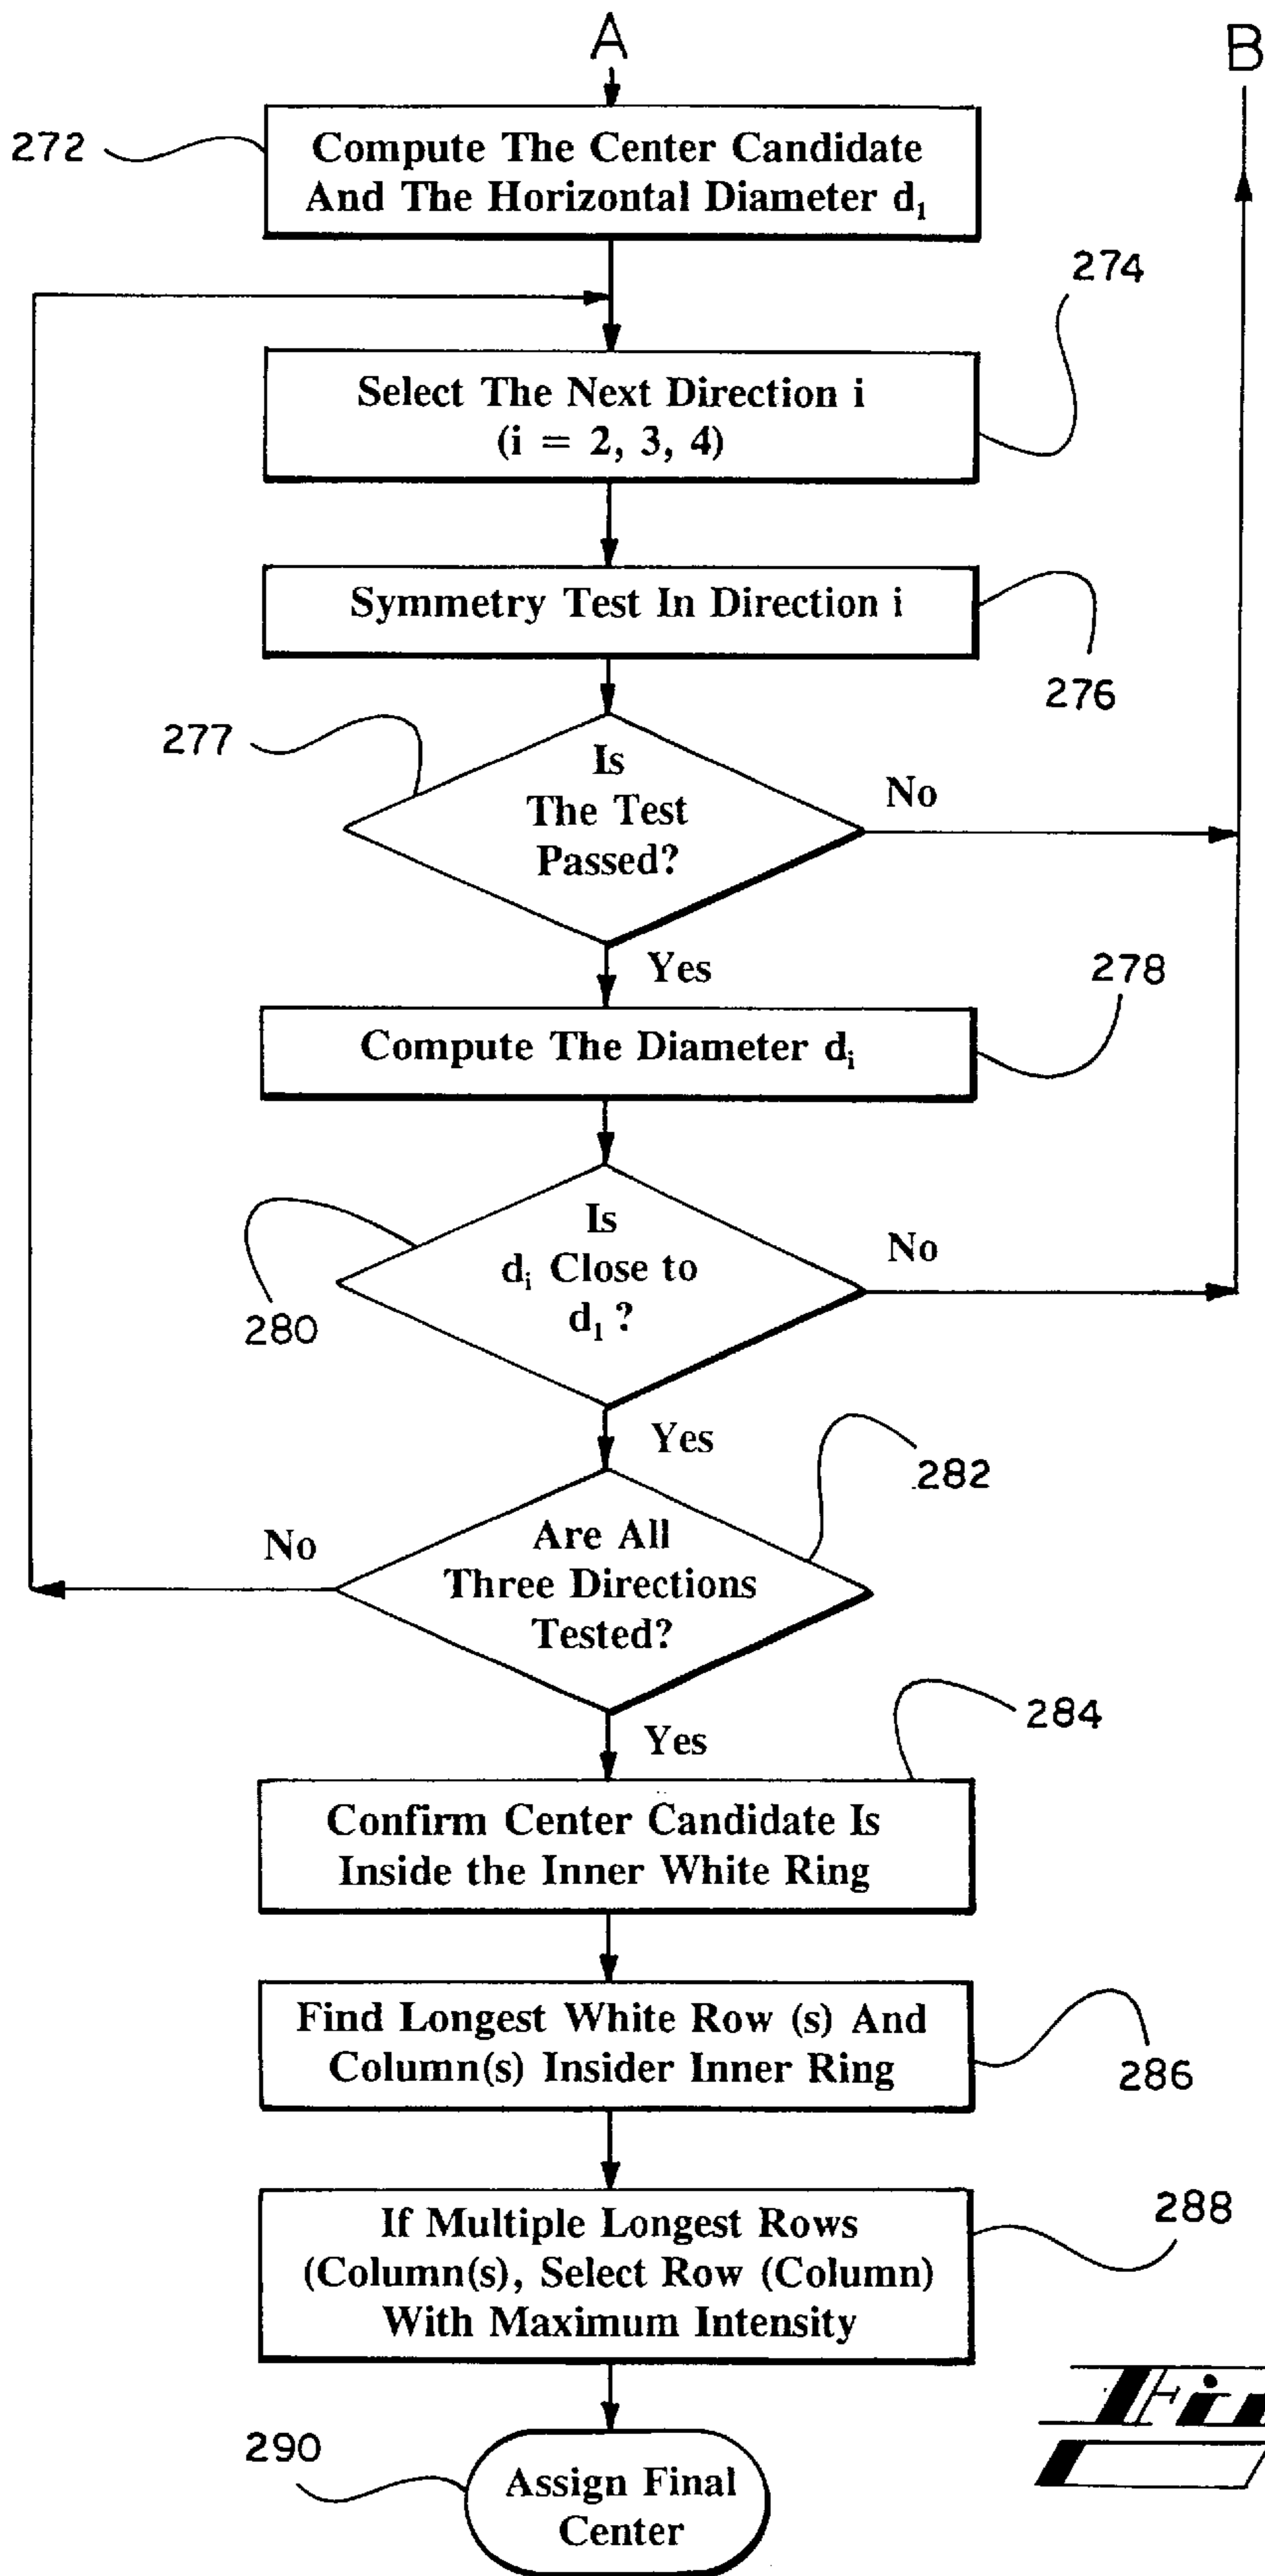 A
B
272
Compute The Center Candidate
And The Horizontal Diameter d₁
274
Select The Next Direction i
(i = 2, 3, 4)
Symmetry Test In Direction i
276
277
Is
The Test
Passed?
No
Yes
278
Compute The Diameter dᵢ
Is
dᵢ Close to
d₁ ?
No
280
Yes
282
Are All
Three Directions
Tested?
No
Yes
284
Confirm Center Candidate Is
Inside the Inner White Ring
Find Longest White Row (s) And
Column(s) Insider Inner Ring
286
288
If Multiple Longest Rows
(Column(s), Select Row (Column)
With Maximum Intensity
290
Assign Final
Center